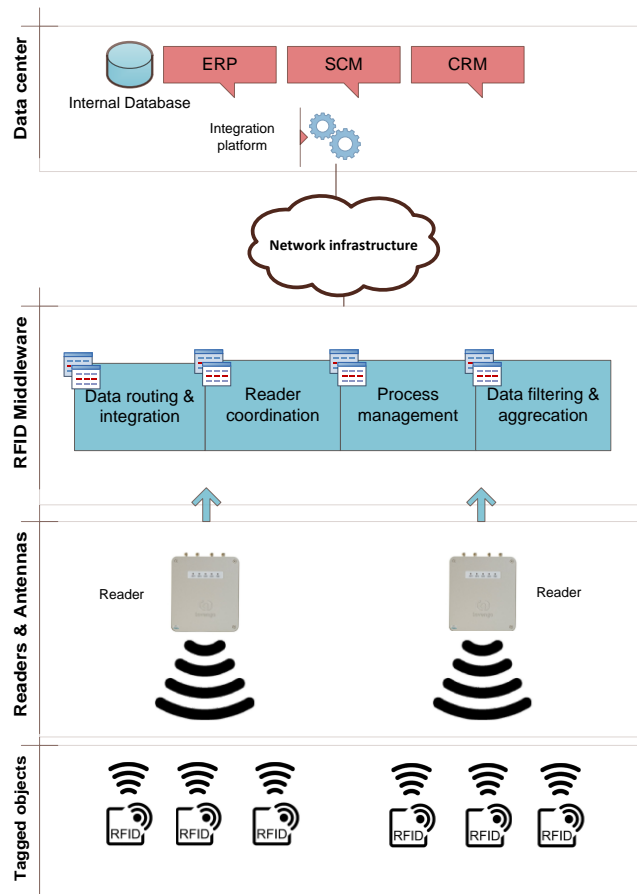 Data center
ERP
SCM
CRM
Internal Database
Integration
platform
Network infrastructure
RFID Middleware
Data routing &
integration
Reader
coordination
Process
management
Data filtering &
aggrecation
Readers & Antennas
Reader
Reader
Tagged objects
RFID
RFID
RFID
RFID
RFID
RFID